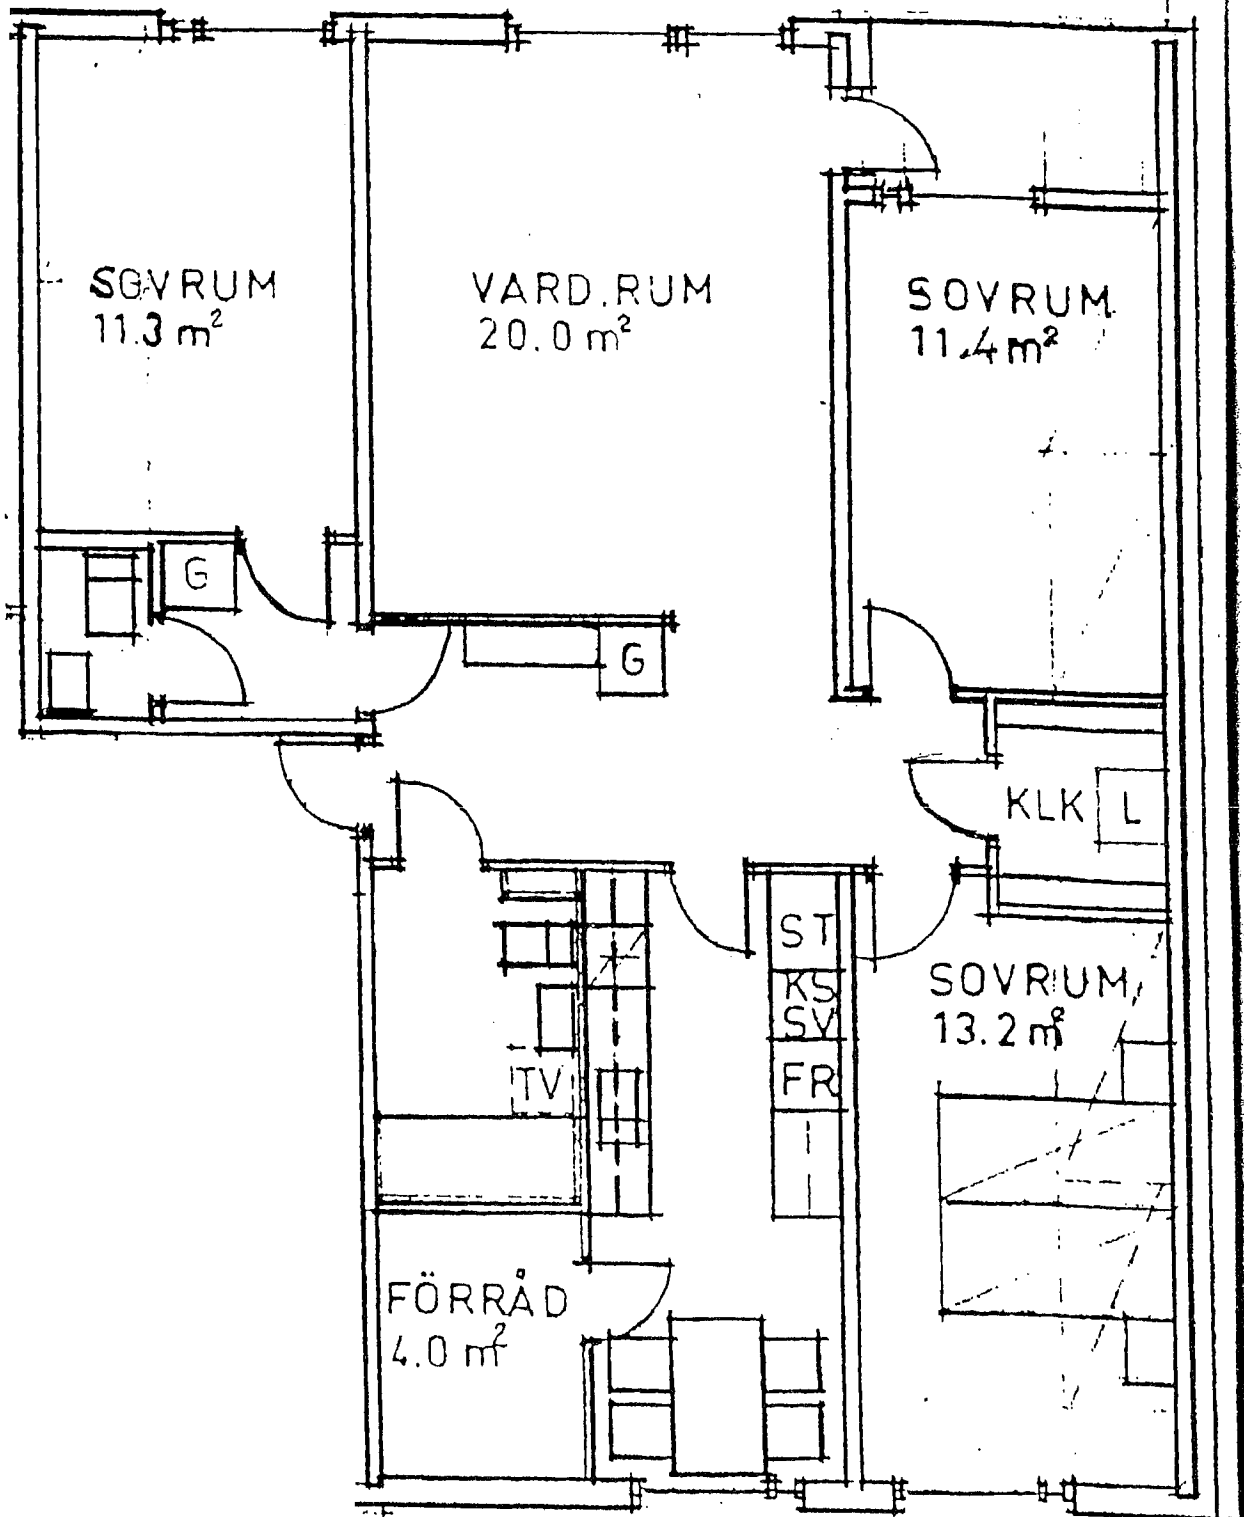 SOVRUM
11.3 m²
VARD.RUM
20.0 m²
SOVRUM
11.4 m²
G
G
KLK
L
ST
KS
SV
FR
TV
SOVRUM
13.2 m²
FÖRRÅD
4.0 m²